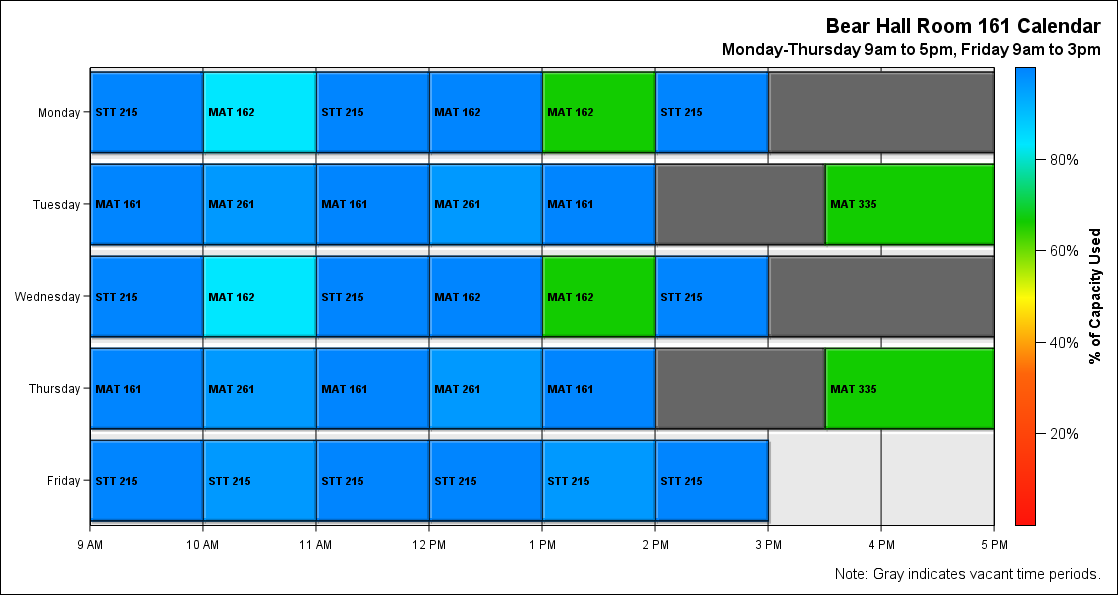 Bear Hall Room 161 Calendar
Monday-Thursday 9am to 5pm, Friday 9am to 3pm
Monday STT 215 MAT 162 STT 215 MAT 162 MAT 162 STT 215
80%
Tuesday MAT 161 MAT 261 MAT 161 MAT 261 MAT 161 MAT 335
60%
% of Capacity Used
Wednesday STT 215 MAT 162 STT 215 MAT 162 MAT 162 STT 215
40%
Thursday MAT 161 MAT 261 MAT 161 MAT 261 MAT 161 MAT 335
20%
Friday STT 215 STT 215 STT 215 STT 215 STT 215 STT 215
9 AM 10 AM 11 AM 12 PM 1 PM 2 PM 3 PM 4 PM 5 PM
Note: Gray indicates vacant time periods.